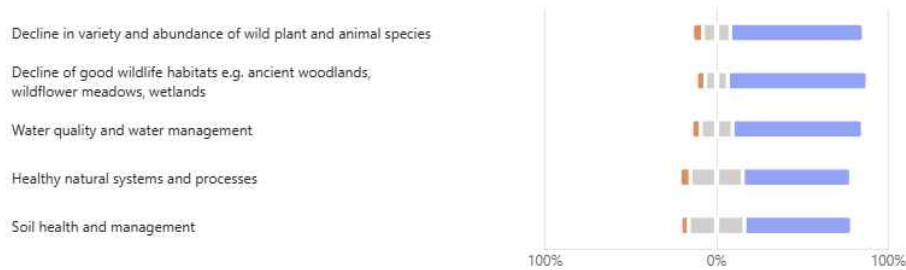 Decline in variety and abundance of wild plant and animal species
Decline of good wildlife habitats e.g. ancient woodlands,
wildflower meadows, wetlands
Water quality and water management
Healthy natural systems and processes
Soil health and management
100% 0% 100%